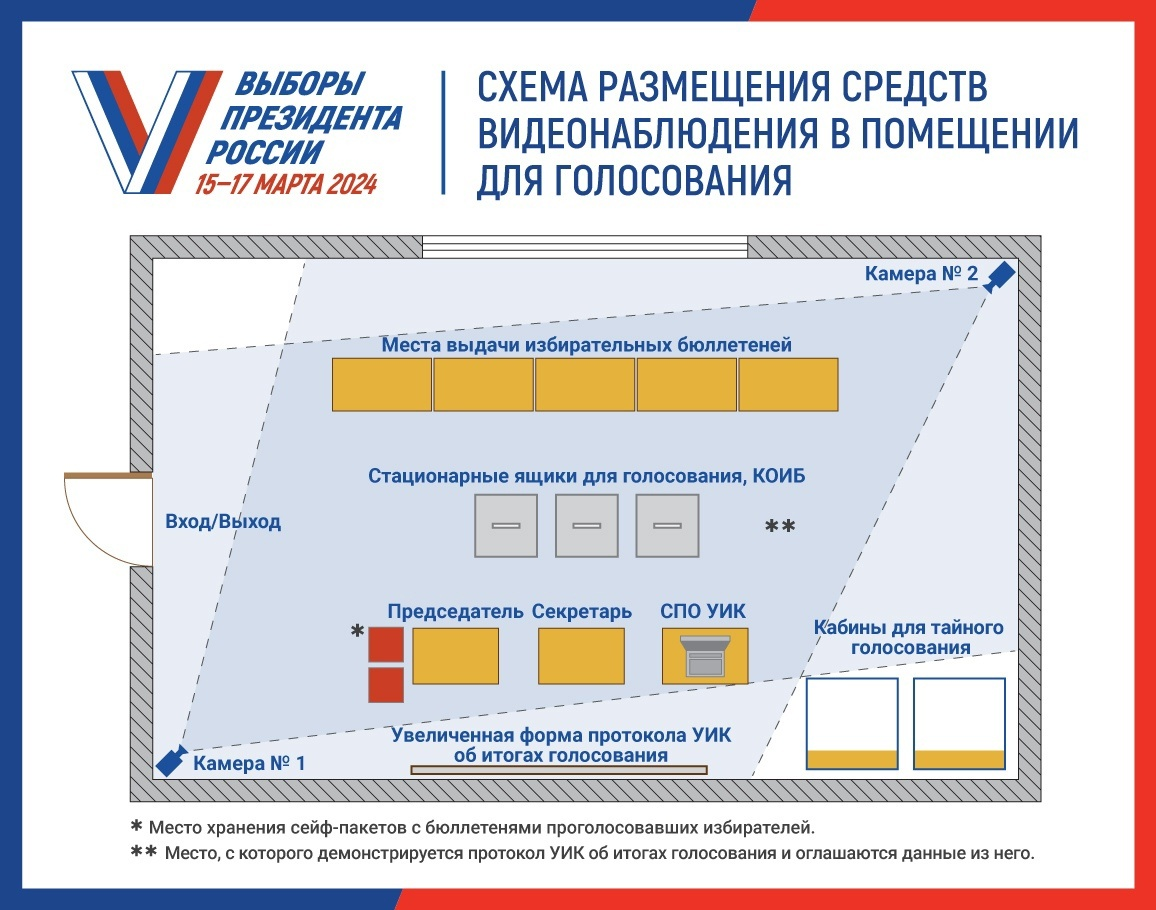 ВЫБОРЫ
ПРЕЗИДЕНТА
РОССИИ
15–17 МАРТА 2024
СХЕМА РАЗМЕЩЕНИЯ СРЕДСТВ
ВИДЕОНАБЛЮДЕНИЯ В ПОМЕЩЕНИИ
ДЛЯ ГОЛОСОВАНИЯ
Камера № 2
Места выдачи избирательных бюллетеней
Стационарные ящики для голосования, КОИБ
Вход/Выход
**
Председатель
Секретарь
СПО УИК
*
Кабины для тайного
голосования
Увеличенная форма протокола УИК
об итогах голосования
Камера № 1
* Место хранения сейф-пакетов с бюллетенями проголосовавших избирателей.
** Место, с которого демонстрируется протокол УИК об итогах голосования и оглашаются данные из него.